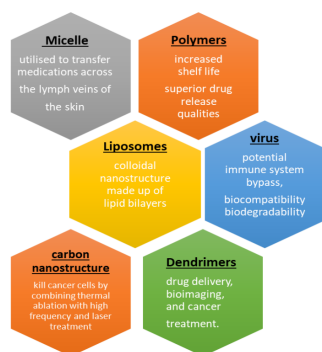 Micelle
utilised to transfer
medications across
the lymph veins of
the skin
Polymers
increased
shelf life
superior drug
release
qualities
Liposomes
colloidal
nanostructure
made up of
lipid bilayers
virus
potential
immune system
bypass,
biocompatibility
biodegradability
carbon
nanostructure
kill cancer cells by
combining thermal
ablation with high
frequency and laser
treatment
Dendrimers
drug delivery,
bioimaging,
and cancer
treatment.